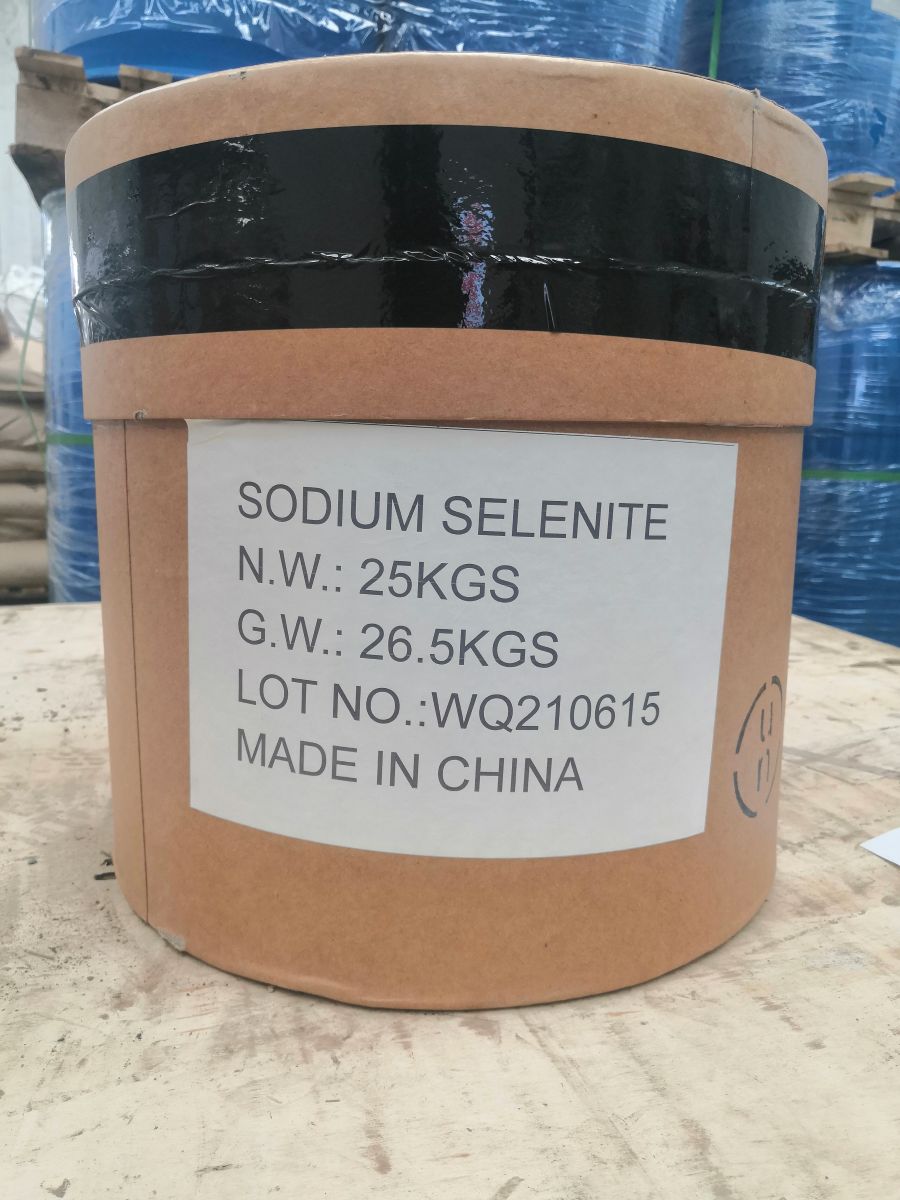 SODIUM SELENITE
N.W.: 25KGS
G.W.: 26.5KGS
LOT NO.:WQ210615
MADE IN CHINA
u
n